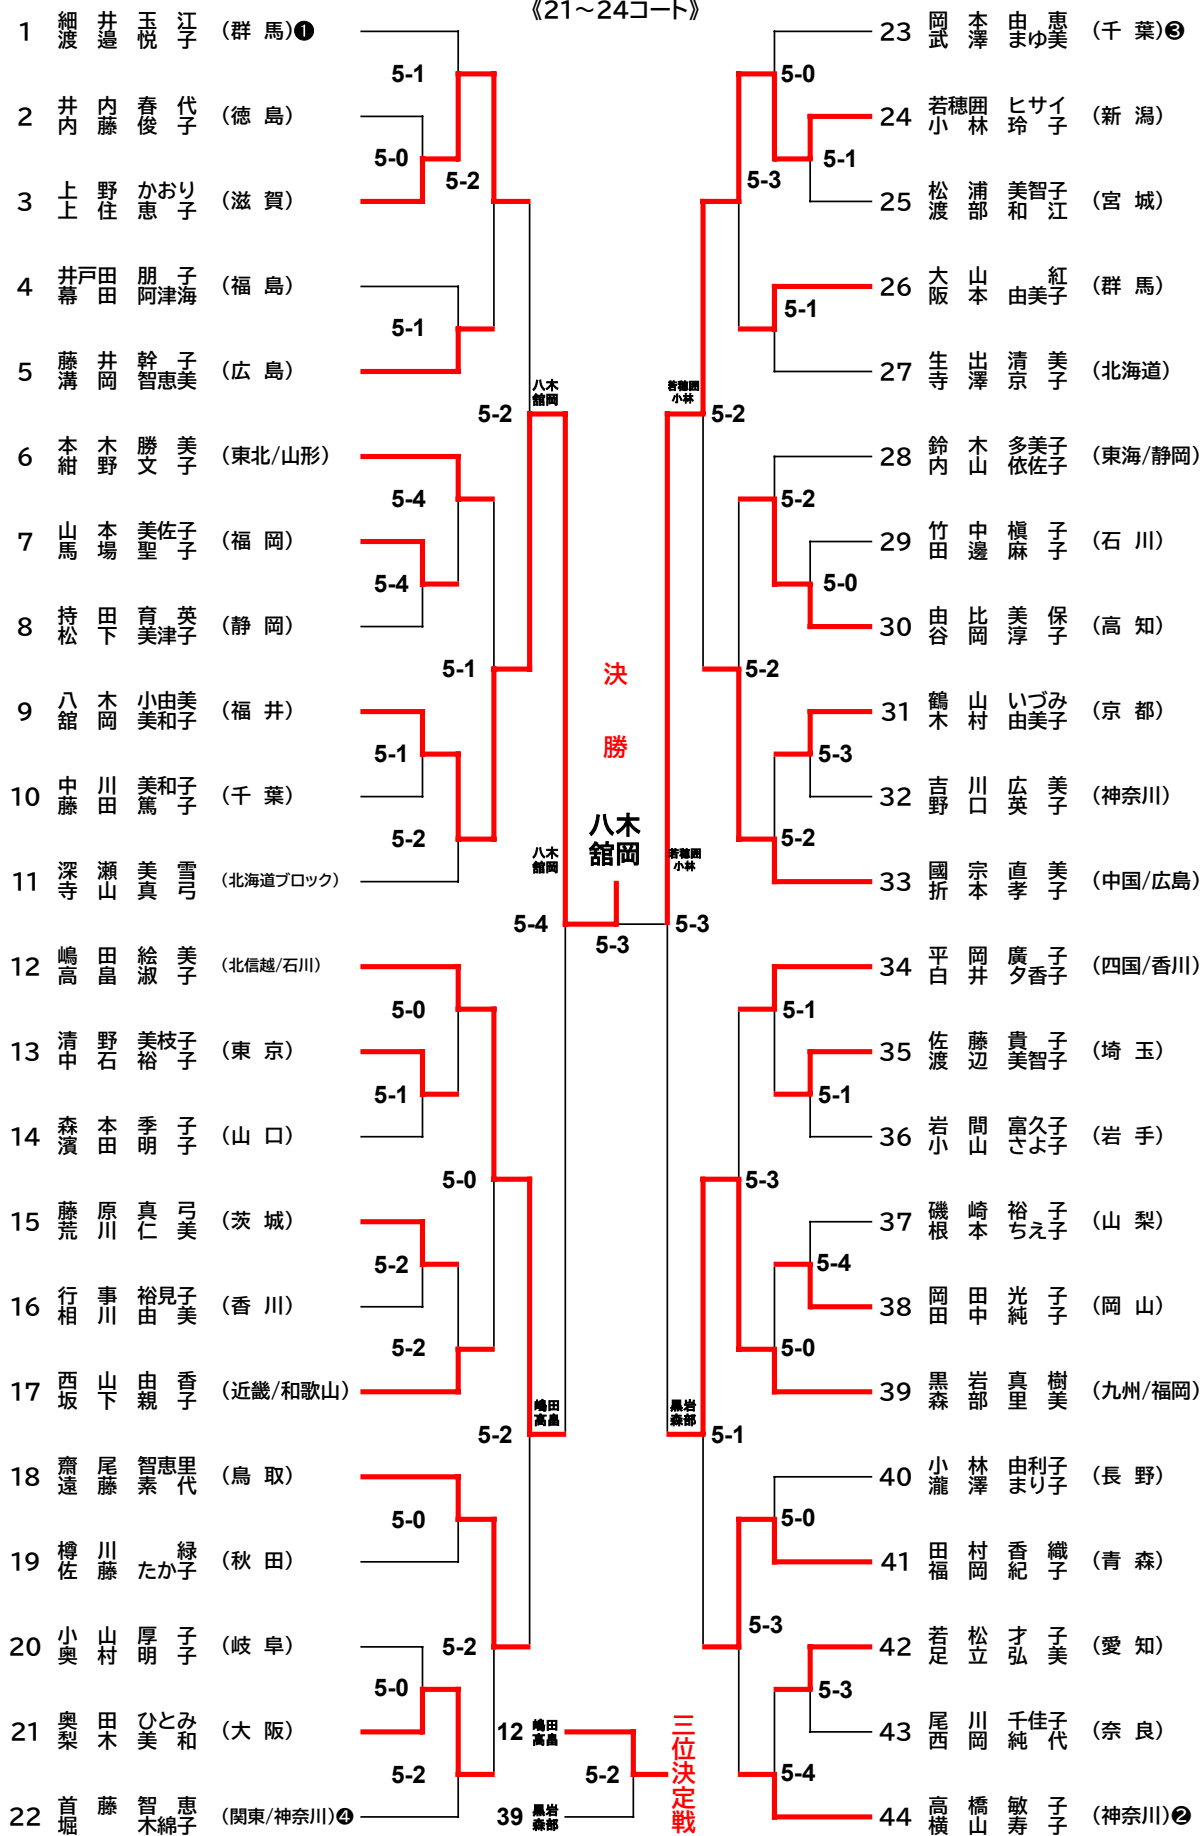 《21～24コート》
1 細井玉江 渡邉悦子 (群馬)❶
2 井内春代 内藤俊子 (徳島)
3 上野かおり 上住恵子 (滋賀)
4 井戸田朋子 幕田阿津海 (福島)
5 藤井幹子 溝岡智恵美 (広島)
6 本木勝美 紺野文子 (東北/山形)
7 山本美佐子 馬場聖子 (福岡)
8 持田育英 松下美津子 (静岡)
9 八木小由美 舘岡美和子 (福井)
10 中川美和子 藤田篤子 (千葉)
11 深瀬美雪 寺山真弓 (北海道ブロック)
12 嶋田絵美 高畠淑子 (北信越/石川)
13 清野美枝子 中石裕子 (東京)
14 森本季子 濱田明子 (山口)
15 藤原真弓 荒川仁美 (茨城)
16 行事裕見子 相川由美 (香川)
17 西山由香 坂下親子 (近畿/和歌山)
18 齋尾智恵里 遠藤素代 (鳥取)
19 樽川緑 佐藤たか子 (秋田)
20 小山厚子 奥村明子 (岐阜)
21 奥田ひとみ 梨木美和 (大阪)
22 首藤智恵 堀木綿子 (関東/神奈川)❹
5-1
5-0
5-2
5-1
5-2
5-4
5-4
5-1
5-1
5-2
5-4
5-0
5-1
5-0
5-2
5-2
5-2
5-0
5-2
5-0
5-2
八木 舘岡
八木 舘岡
嶋田 高畠
決勝
八木
舘岡
5-3
若穂囲 小林
若穂囲 小林
黒岩 森部
12 嶋田 高畠
5-2
39 黒岩 森部
三位決定戦
5-0
5-1
5-3
5-1
5-2
5-2
5-0
5-2
5-3
5-2
5-3
5-1
5-1
5-3
5-4
5-0
5-1
5-0
5-3
5-3
5-4
23 岡本由恵 武澤まゆ美 (千葉)❸
24 若穂囲ヒサイ 小林玲子 (新潟)
25 松浦美智子 渡部和江 (宮城)
26 大山紅 阪本由美子 (群馬)
27 生出清美 寺澤京子 (北海道)
28 鈴木多美子 内山依佐子 (東海/静岡)
29 竹中槇子 田邊麻子 (石川)
30 由比美保 谷岡淳子 (高知)
31 鶴山いづみ 木村由美子 (京都)
32 吉川広美 野口英子 (神奈川)
33 國宗直美 折本孝子 (中国/広島)
34 平岡廣子 白井夕香子 (四国/香川)
35 佐藤貴子 渡辺美智子 (埼玉)
36 岩間富久子 小山さよ子 (岩手)
37 磯崎裕子 根本ちえ子 (山梨)
38 岡田光子 田中純子 (岡山)
39 黒岩真樹 森部里美 (九州/福岡)
40 小林由利子 瀧澤まり子 (長野)
41 田村香織 福岡紀子 (青森)
42 若松才子 足立弘美 (愛知)
43 尾川千佳子 西岡純代 (奈良)
44 高橋敏子 横山寿子 (神奈川)❷